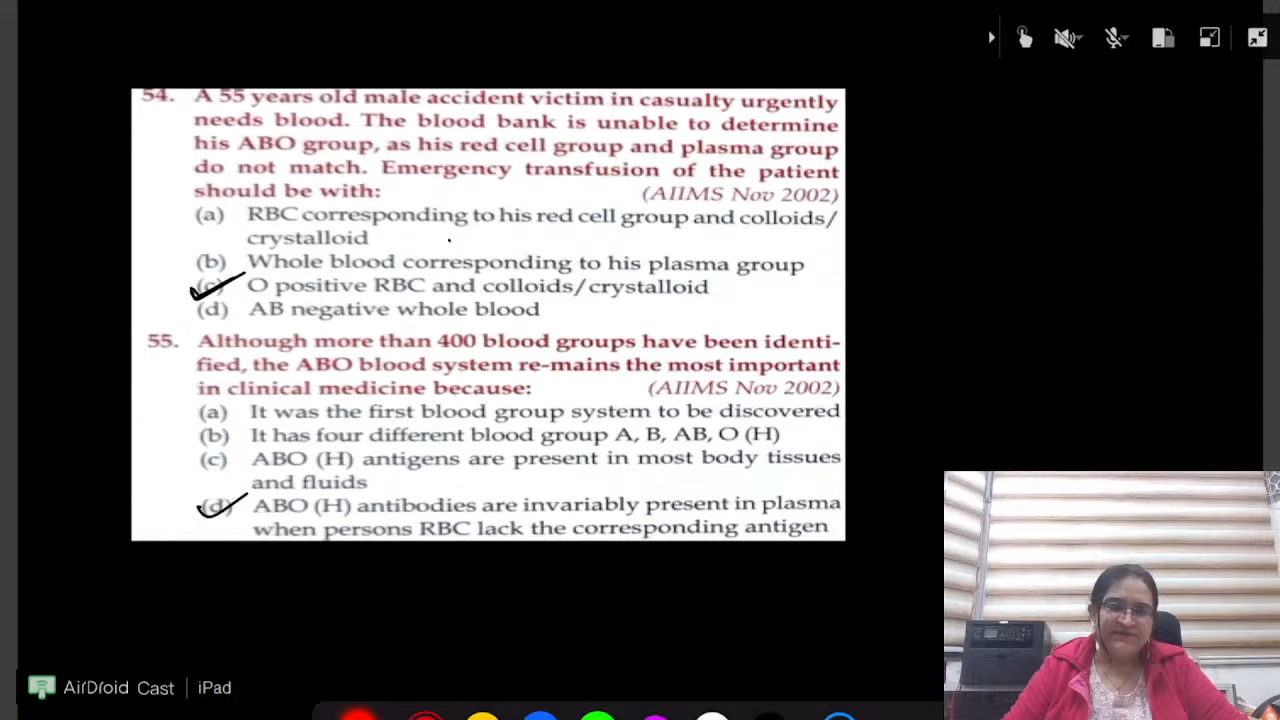 54. A 55 years old male accident victim in casualty urgently
needs blood. The blood bank is unable to determine
his ABO group, as his red cell group and plasma group
do not match. Emergency transfusion of the patient
should be with: (AIIMS Nov 2002)
(a) RBC corresponding to his red cell group and colloids/
crystalloid
(b) Whole blood corresponding to his plasma group
(c) O positive RBC and colloids/crystalloid
(d) AB negative whole blood
55. Although more than 400 blood groups have been identi-
fied, the ABO blood system re-mains the most important
in clinical medicine because: (AIIMS Nov 2002)
(a) It was the first blood group system to be discovered
(b) It has four different blood group A, B, AB, O (H)
(c) ABO (H) antigens are present in most body tissues
and fluids
(d) ABO (H) antibodies are invariably present in plasma
when persons RBC lack the corresponding antigen
AirDroid Cast | iPad